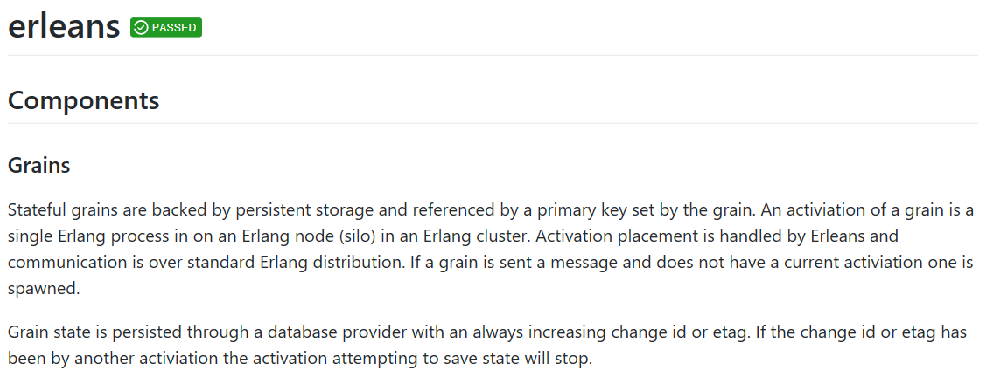 erleans PASSED
Components
Grains
Stateful grains are backed by persistent storage and referenced by a primary key set by the grain. An activiation of a grain is a
single Erlang process in on an Erlang node (silo) in an Erlang cluster. Activation placement is handled by Erleans and
communication is over standard Erlang distribution. If a grain is sent a message and does not have a current activiation one is
spawned.
Grain state is persisted through a database provider with an always increasing change id or etag. If the change id or etag has
been by another activiation the activation attempting to save state will stop.